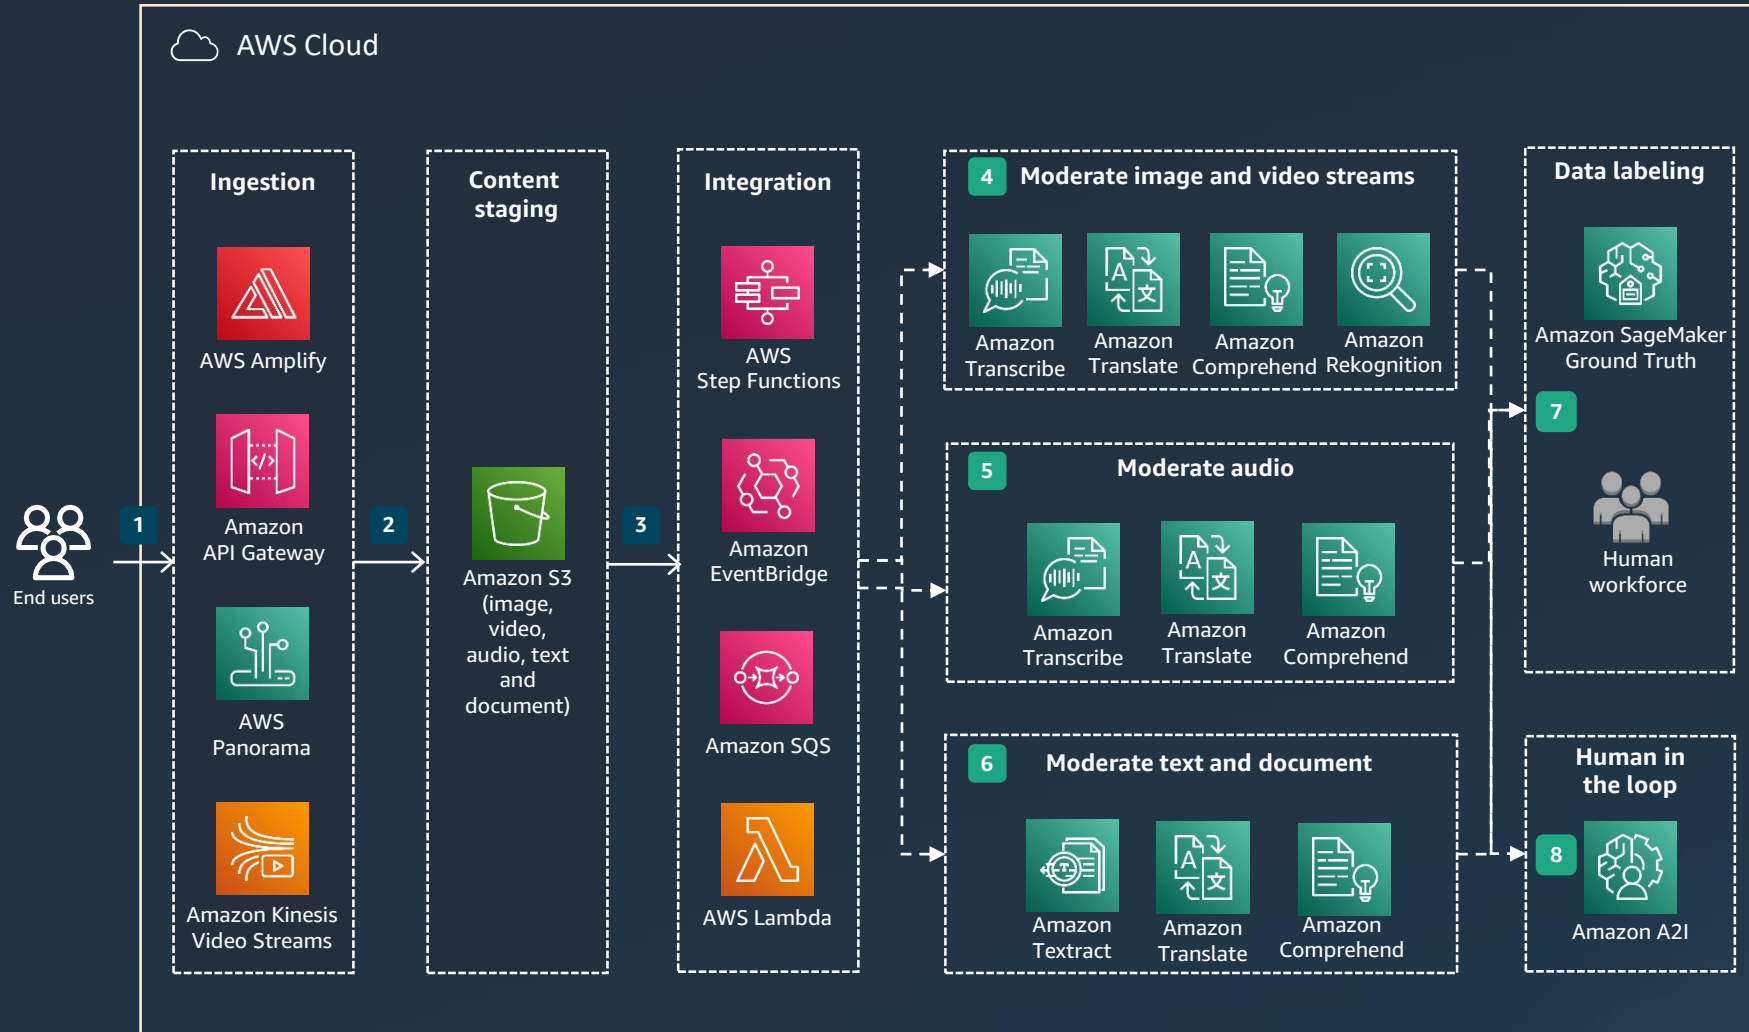 AWS Cloud
Ingestion
AWS Amplify
Amazon
API Gateway
AWS
Panorama
Amazon Kinesis
Video Streams
End users
1
2
Content
staging
Amazon S3
(image,
video,
audio, text
and
document)
3
Integration
AWS
Step Functions
Amazon
EventBridge
Amazon SQS
AWS Lambda
4
Moderate image and video streams
Amazon
Transcribe
Amazon
Translate
Amazon
Comprehend
Amazon
Rekognition
5
Moderate audio
Amazon
Transcribe
Amazon
Translate
Amazon
Comprehend
6
Moderate text and document
Amazon
Textract
Amazon
Translate
Amazon
Comprehend
Data labeling
Amazon SageMaker
Ground Truth
7
Human
workforce
Human in
the loop
8
Amazon A2I